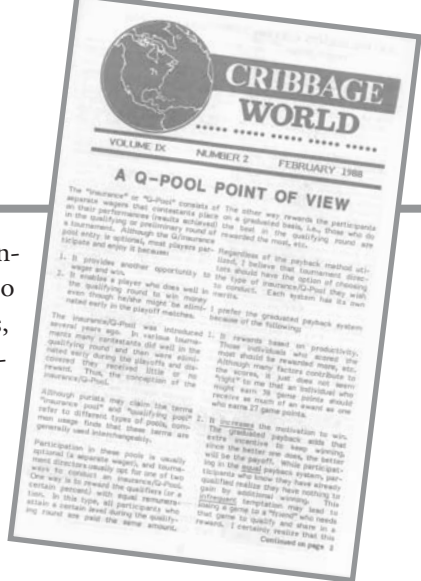 CRIBBAGE
WORLD
VOLUME IX NUMBER 2 FEBRUARY 1988
A Q-POOL POINT OF VIEW
The "insurance" or "Q-Pool" consists of
separate wagers that contestants place
on their performances (results achieved)
in the qualifying or preliminary round of
a tournament. Although the Q/insurance
pool entry is optional, most players par-
ticipate and enjoy it because:
1. It provides another opportunity to
wager and win.
2. It enables a player who does well in
the qualifying round to win money
even though he/she might be elimi-
nated early in the playoff matches.
The insurance/Q-Pool was introduced
several years ago. In various tourna-
ments many contestants did well in the
qualifying round and then were elimi-
nated early during the playoffs and dis-
covered they received little or no
reward. Thus, the conception of the
insurance/Q-Pool.
Although purists may claim the terms
"insurance pool" and "qualifying pool"
refer to different types of pools, com-
mon usage finds that these terms are
generally used interchangeably.
Participation in these pools is usually
optional (a separate wager), and tourna-
ment directors usually opt for one of two
ways to conduct an insurance/Q-Pool.
One way is to reward the qualifiers (or a
certain percent) with equal remunera-
tion. In this type, all participants who
attain a certain level during the qualify-
ing round are paid the same amount.
The other way rewards the participants
on a graduated basis, i.e., those who do
the best in the qualifying round are
rewarded the most, etc.
Regardless of the payback method uti-
lized, I believe that tournament direc-
tors should have the option of choosing
the type of insurance/Q-Pool they wish
to conduct. Each system has its own
merits.
I prefer the graduated payback system
because of the following:
1. It rewards based on productivity.
Those individuals who scored the
most should be rewarded more, etc.
Although many factors contribute to
the scores, it just does not seem
"right" to me that an individual who
might earn 38 game points should
receive as much of an award as one
who earns 27 game points.
2. It increases the motivation to win.
The graduated payback adds that
extra incentive to keep winning,
since the better one does, the better
will be the payoff. While participat-
ing in the equal payback system, par-
ticipants who know they have already
qualified realize they have nothing to
gain by additional winning. This
infrequent temptation may lead to
losing a game to a "friend" who needs
that game to qualify and share in a
reward. I certainly realize that this
Continued on page 3
n-
o
s,
-